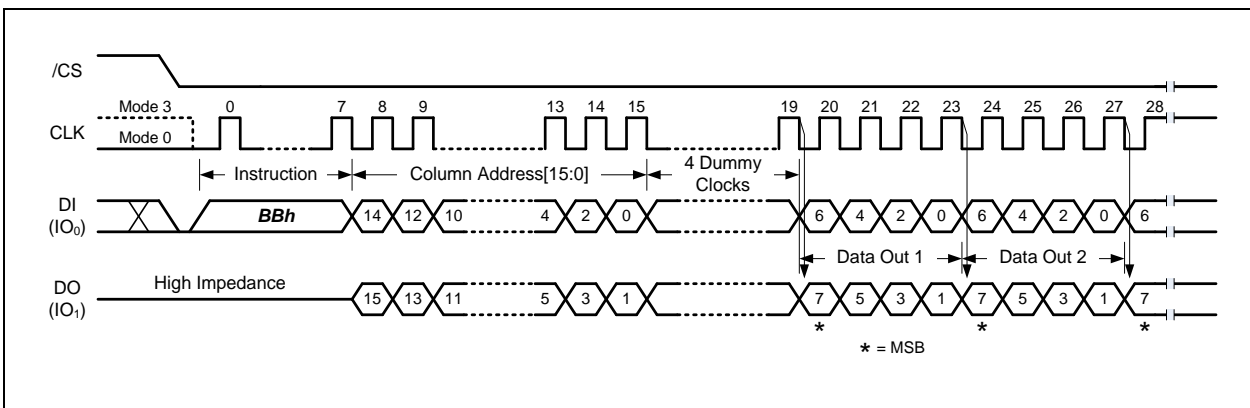 /CS
Mode 3 0 7 8 9 13 14 15 19 20 21 22 23 24 25 26 27 28
CLK
Mode 0
Instruction Column Address[15:0] 4 Dummy
Clocks
DI
(IO0) BBh 14 12 10 4 2 0 6 4 2 0 6 4 2 0 6
Data Out 1 Data Out 2
High Impedance
DO
(IO1) 15 13 11 5 3 1 7 5 3 1 7 5 3 1 7
* * *
* = MSB